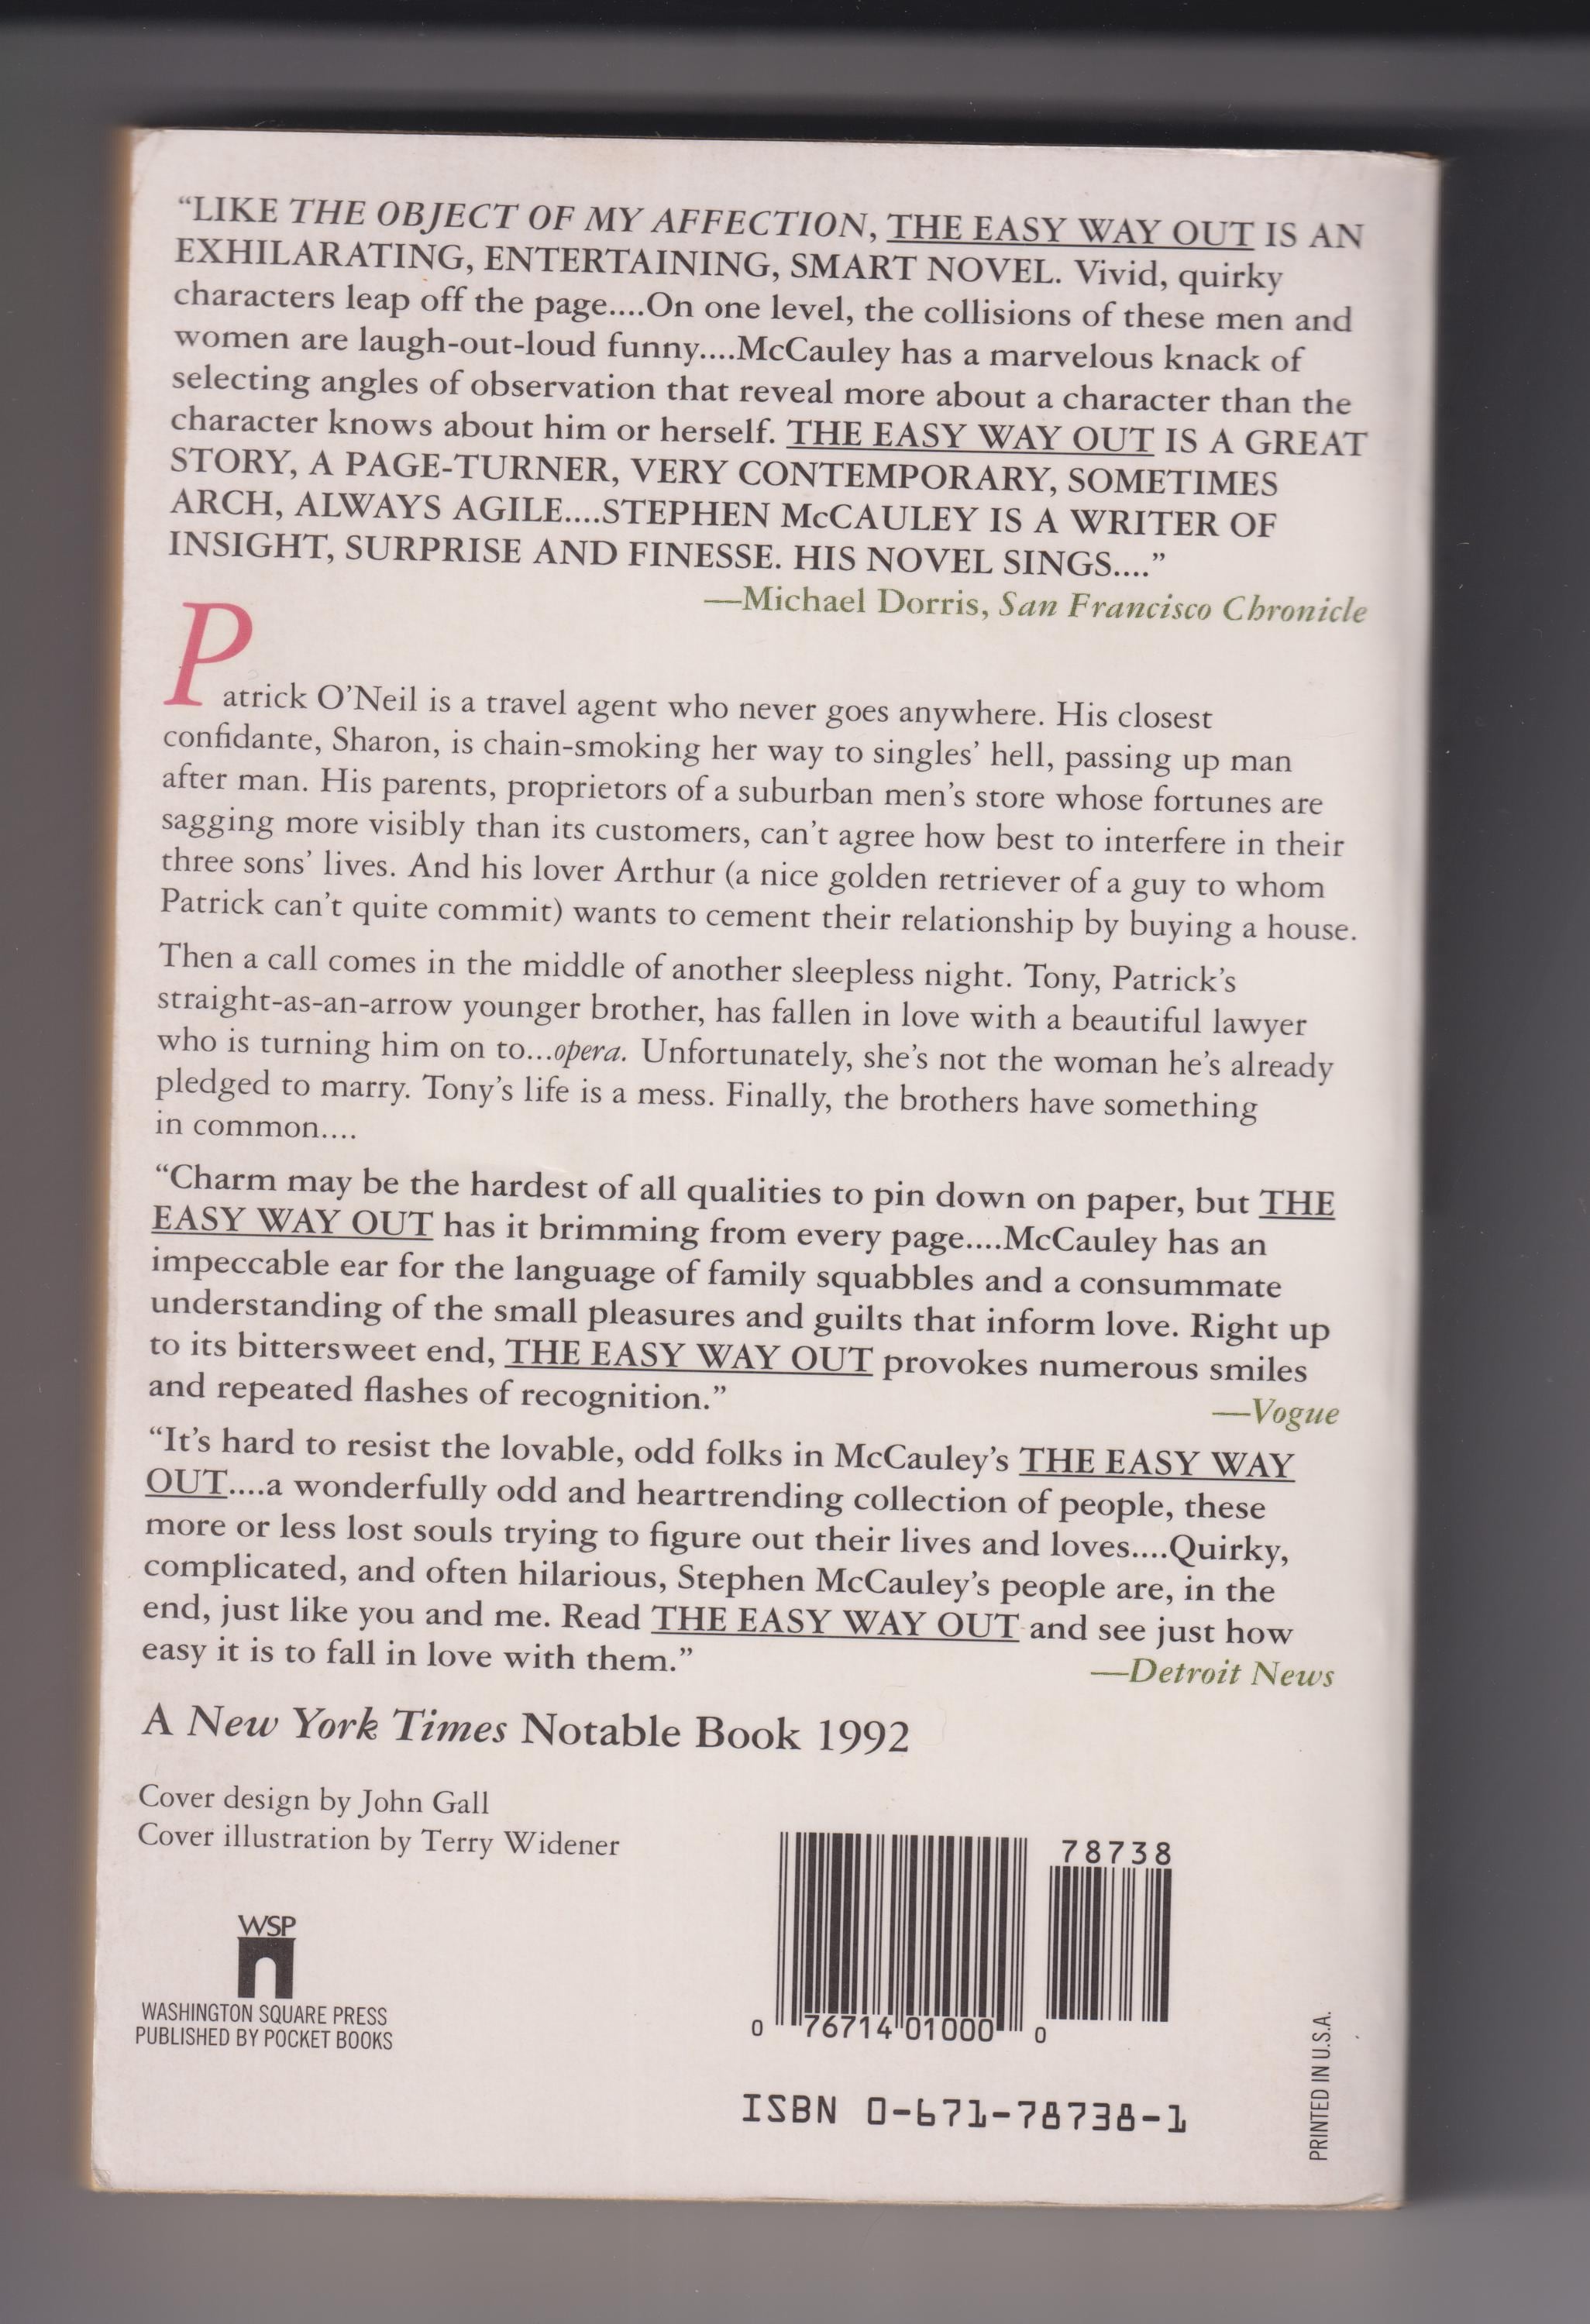 “LIKE THE OBJECT OF MY AFFECTION, THE EASY WAY OUT IS AN
EXHILARATING, ENTERTAINING, SMART NOVEL. Vivid, quirky
characters leap off the page....On one level, the collisions of these men and
women are laugh-out-loud funny....McCauley has a marvelous knack of
selecting angles of observation that reveal more about a character than the
character knows about him or herself. THE EASY WAY OUT IS A GREAT
STORY, A PAGE-TURNER, VERY CONTEMPORARY, SOMETIMES
ARCH, ALWAYS AGILE....STEPHEN McCAULEY IS A WRITER OF
INSIGHT, SURPRISE AND FINESSE. HIS NOVEL SINGS....”
—Michael Dorris, San Francisco Chronicle
Patrick O’Neil is a travel agent who never goes anywhere. His closest
confidante, Sharon, is chain-smoking her way to singles’ hell, passing up man
after man. His parents, proprietors of a suburban men’s store whose fortunes are
sagging more visibly than its customers, can’t agree how best to interfere in their
three sons’ lives. And his lover Arthur (a nice golden retriever of a guy to whom
Patrick can’t quite commit) wants to cement their relationship by buying a house.
Then a call comes in the middle of another sleepless night. Tony, Patrick’s
straight-as-an-arrow younger brother, has fallen in love with a beautiful lawyer
who is turning him on to...opera. Unfortunately, she’s not the woman he’s already
pledged to marry. Tony’s life is a mess. Finally, the brothers have something
in common....
“Charm may be the hardest of all qualities to pin down on paper, but THE
EASY WAY OUT has it brimming from every page....McCauley has an
impeccable ear for the language of family squabbles and a consummate
understanding of the small pleasures and guilts that inform love. Right up
to its bittersweet end, THE EASY WAY OUT provokes numerous smiles
and repeated flashes of recognition.”
—Vogue
“It’s hard to resist the lovable, odd folks in McCauley’s THE EASY WAY
OUT....a wonderfully odd and heartrending collection of people, these
more or less lost souls trying to figure out their lives and loves....Quirky,
complicated, and often hilarious, Stephen McCauley’s people are, in the
end, just like you and me. Read THE EASY WAY OUT and see just how
easy it is to fall in love with them.”
—Detroit News
A New York Times Notable Book 1992
Cover design by John Gall
Cover illustration by Terry Widener
WSP
WASHINGTON SQUARE PRESS
PUBLISHED BY POCKET BOOKS
78738
0 76714 01000 0
ISBN 0-671-78738-1
PRINTED IN U.S.A.